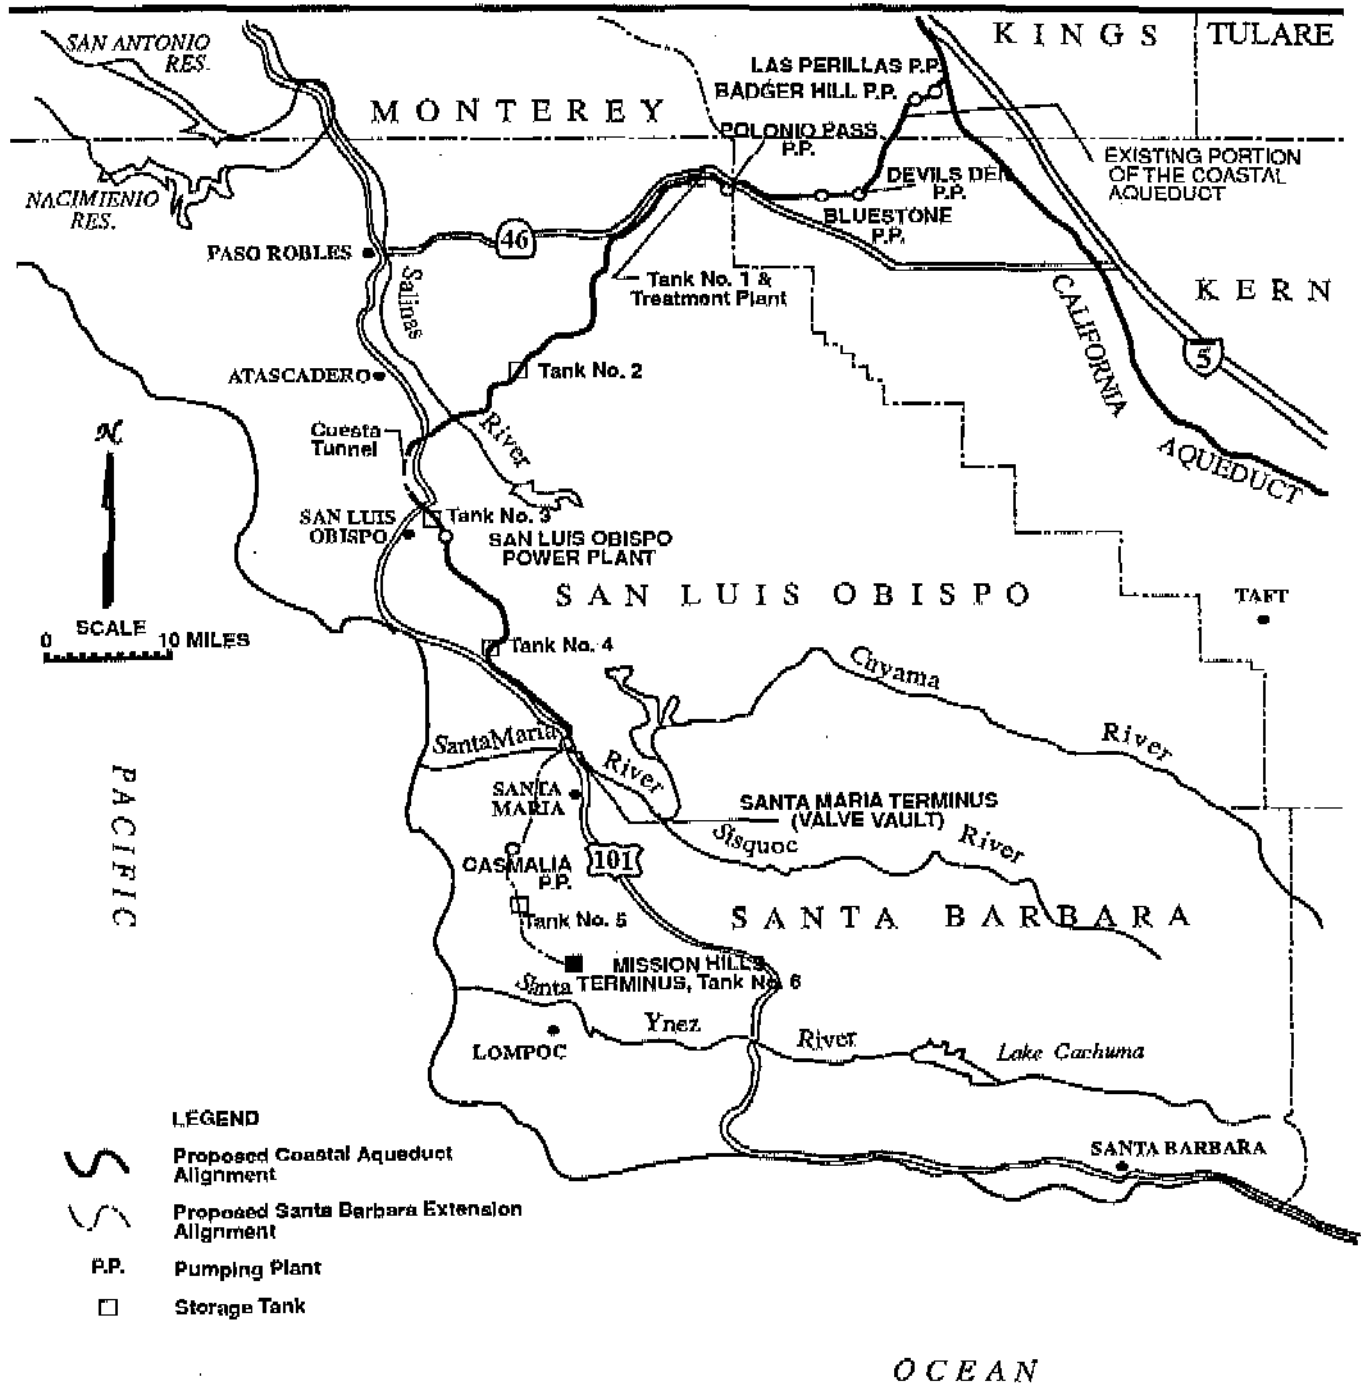 KINGS
TULARE
SAN ANTONIO
RES.
MONTEREY
LAS PERILLAS P.P.
BADGER HILL P.P.
POLONIO PASS
P.P.
EXISTING PORTION
OF THE COASTAL
AQUEDUCT
DEVILS DEN
P.P.
BLUESTONE
P.P.
NACIMIENIO
RES.
PASO ROBLES
46
Salinas
River
Tank No. 1 &
Treatment Plant
KERN
CALIFORNIA
AQUEDUCT
5
ATASCADERO
Tank No. 2
Cuesta
Tunnel
N.
SCALE
0 10 MILES
SAN LUIS
OBISPO
Tank No. 3
SAN LUIS OBISPO
POWER PLANT
SAN LUIS OBISPO
TAFT
Tank No. 4
Cuyama
River
Santa Maria
River
SANTA
MARIA
SANTA MARIA TERMINUS
(VALVE VAULT)
Sisquoc
River
PACIFIC
101
CASMALIA
P.P.
Tank No. 5
SANTA BARBARA
MISSION HILLS
TERMINUS, Tank No. 6
Santa
Ynez
River
Lake Cachuma
LOMPOC
SANTA BARBARA
LEGEND
Proposed Coastal Aqueduct
Alignment
Proposed Santa Barbara Extension
Alignment
P.P. Pumping Plant
Storage Tank
OCEAN